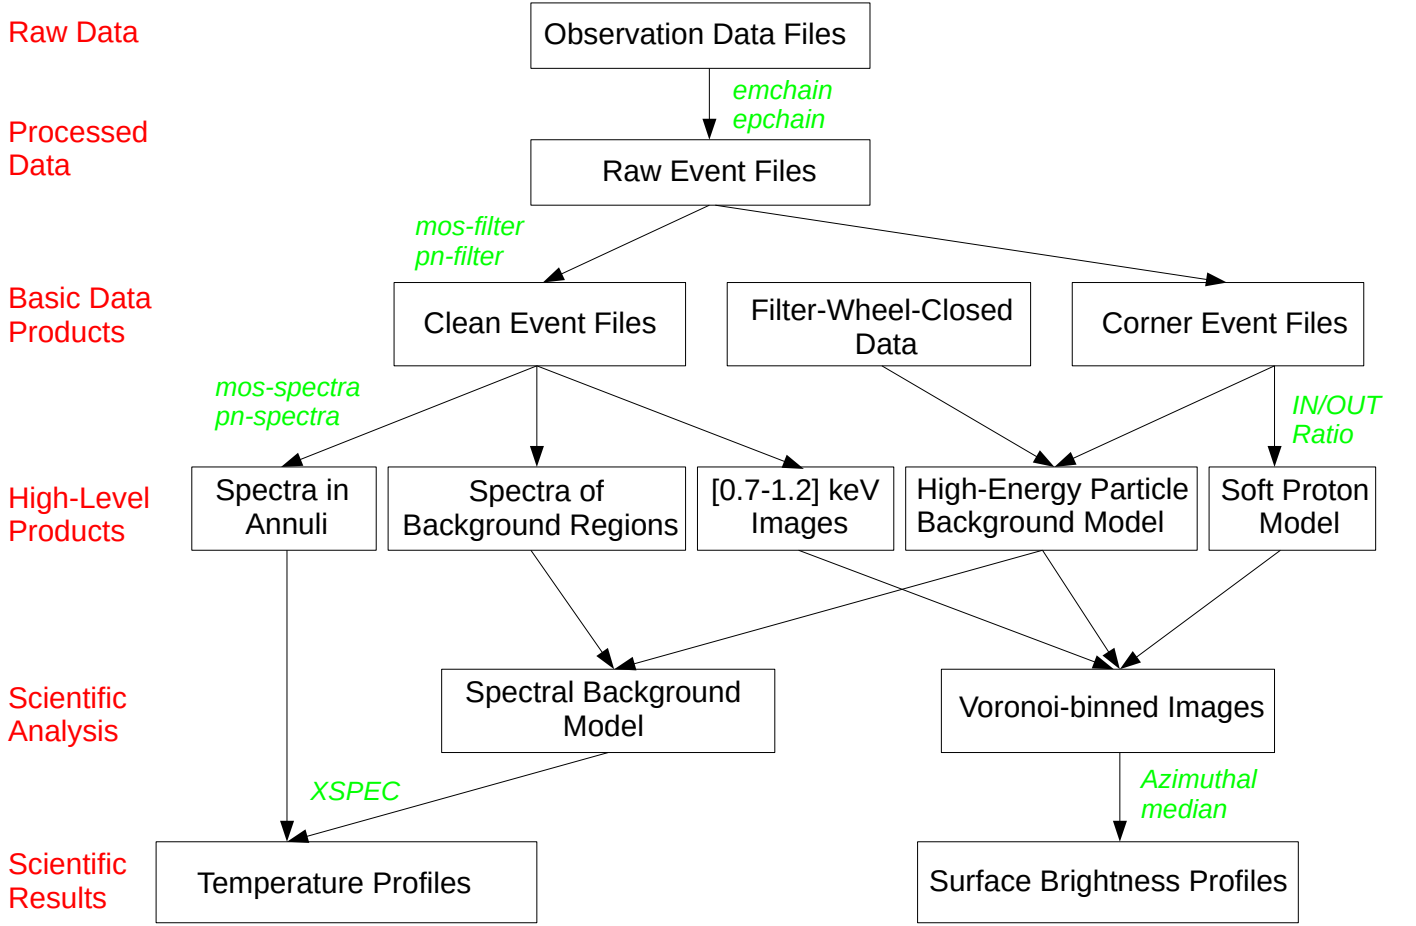 Raw Data
Observation Data Files
emchain
epchain
Processed
Data
Raw Event Files
mos-filter
pn-filter
Basic Data
Products
Clean Event Files
Filter-Wheel-Closed
Data
Corner Event Files
mos-spectra
pn-spectra
IN/OUT
Ratio
High-Level
Products
Spectra in
Annuli
Spectra of
Background Regions
[0.7-1.2] keV
Images
High-Energy Particle
Background Model
Soft Proton
Model
Scientific
Analysis
Spectral Background
Model
Voronoi-binned Images
XSPEC
Azimuthal
median
Scientific
Results
Temperature Profiles
Surface Brightness Profiles